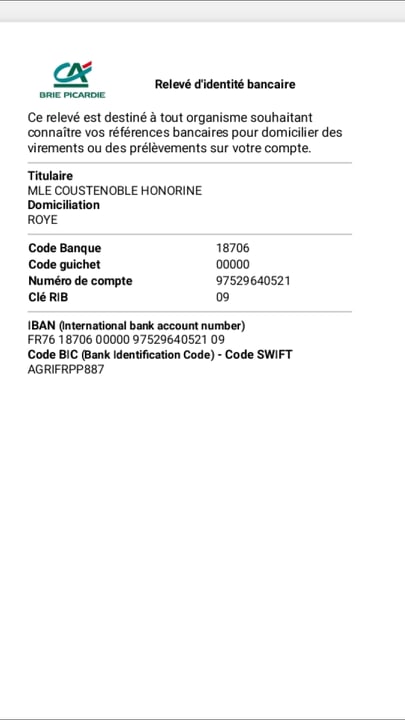 BRIE PICARDIE
Relevé d'identité bancaire
Ce relevé est destiné à tout organisme souhaitant
connaître vos références bancaires pour domicilier des
virements ou des prélèvements sur votre compte.
Titulaire
MLE COUSTENOBLE HONORINE
Domiciliation
ROYE
Code Banque 18706
Code guichet 00000
Numéro de compte 97529640521
Clé RIB 09
IBAN (International bank account number)
FR76 18706 00000 97529640521 09
Code BIC (Bank Identification Code) - Code SWIFT
AGRIFRPP887